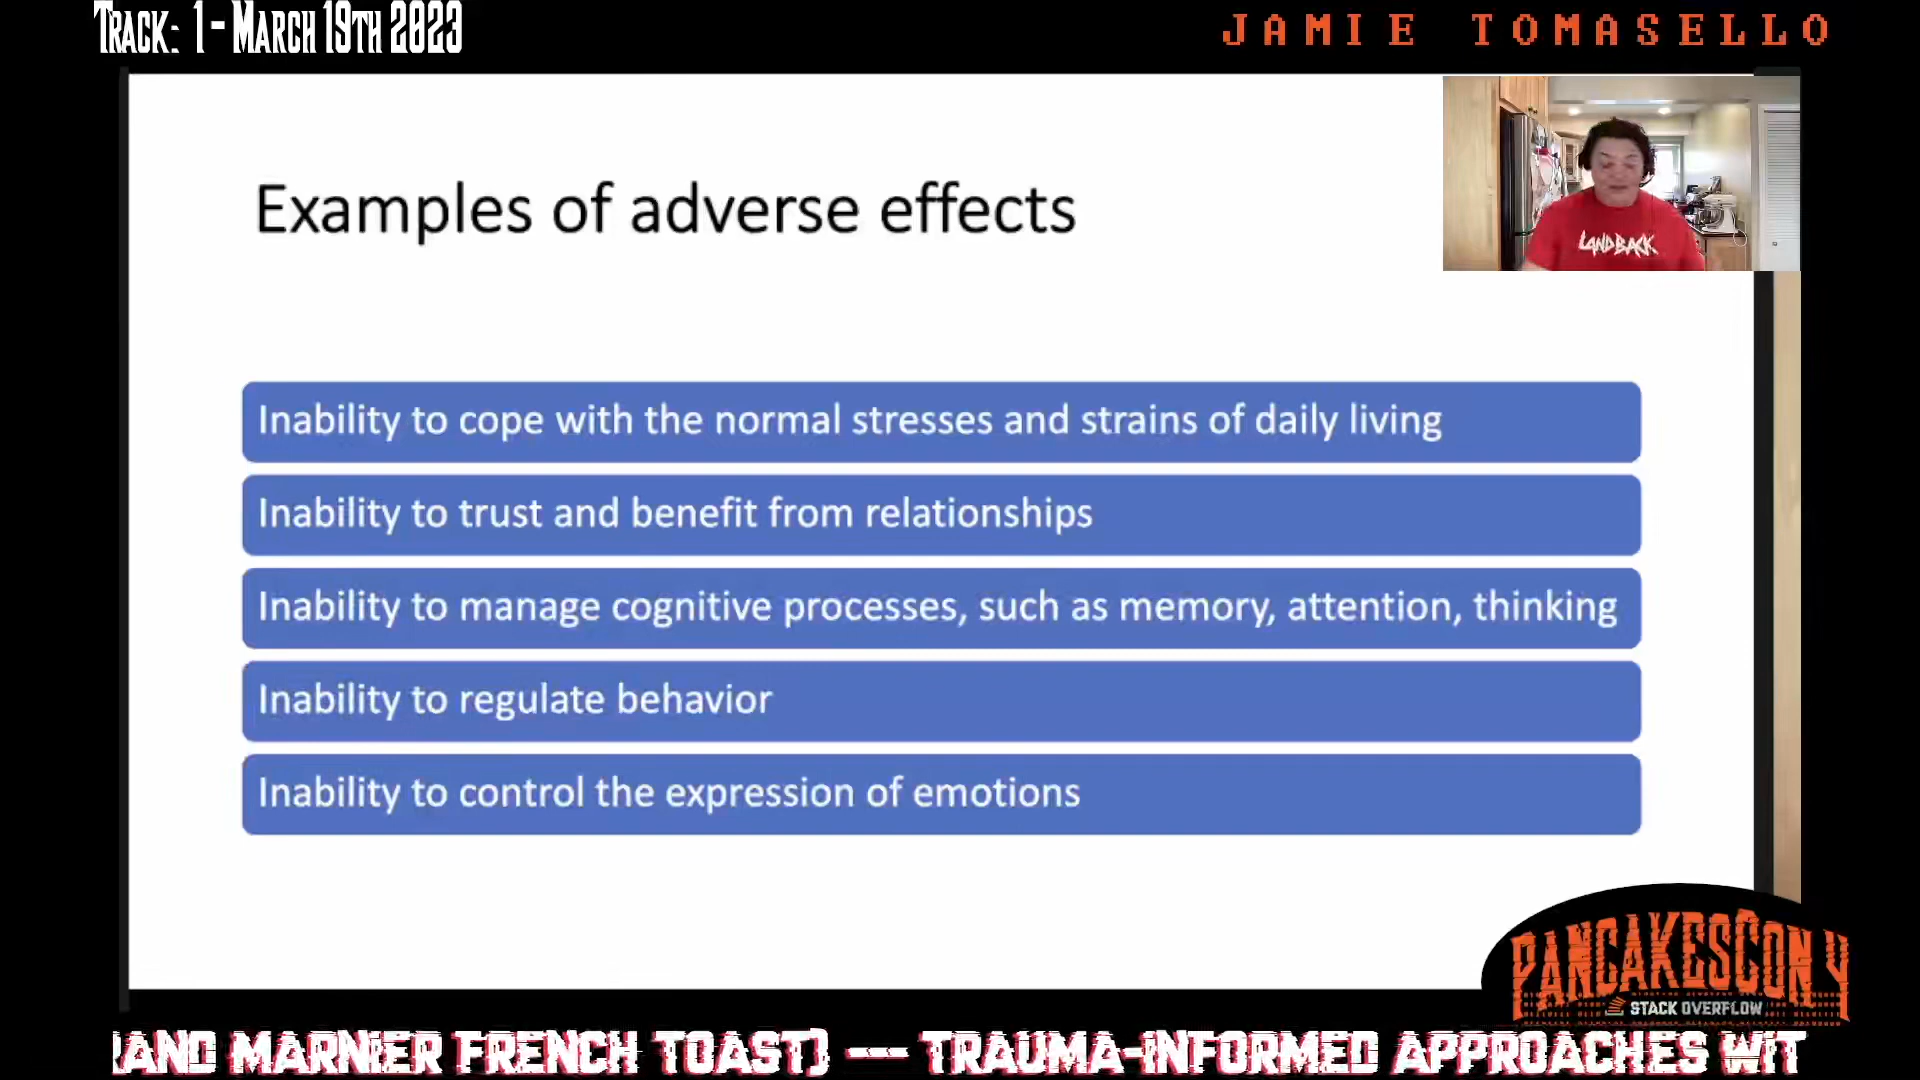 TRACK: 1 - MARCH 19TH 2023
JAMIE TOMASELLO
LANDBACK
Examples of adverse effects
Inability to cope with the normal stresses and strains of daily living
Inability to trust and benefit from relationships
Inability to manage cognitive processes, such as memory, attention, thinking
Inability to regulate behavior
Inability to control the expression of emotions
PANCAKESCON 4
STACK OVERFLOW
AND MARNIER FRENCH TOAST) --- TRAUMA-INFORMED APPROACHES WIT